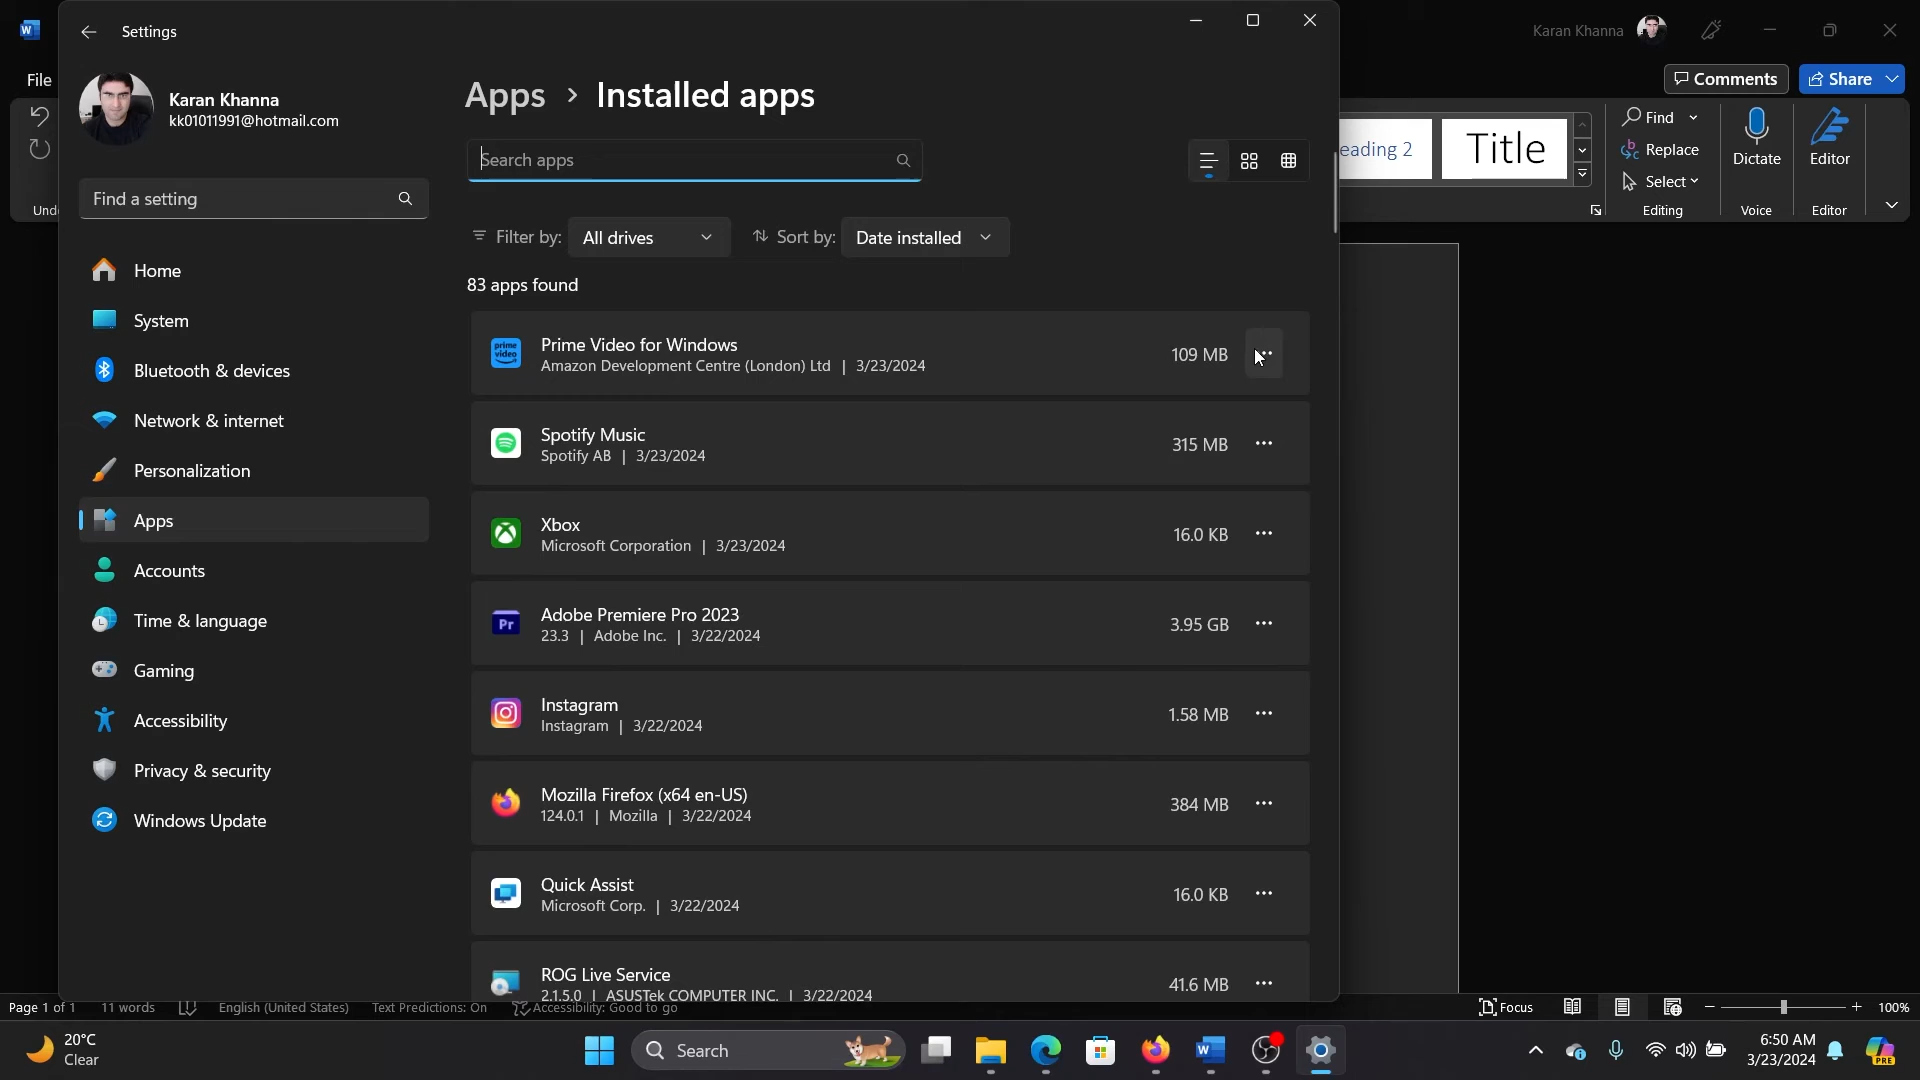 Settings
Karan Khanna
kk01011991@hotmail.com
Find a setting
Home
System
Bluetooth & devices
Network & internet
Personalization
Apps
Accounts
Time & language
Gaming
Accessibility
Privacy & security
Windows Update
Apps > Installed apps
Search apps
Filter by: All drives Sort by: Date installed
83 apps found
Prime Video for Windows
Amazon Development Centre (London) Ltd | 3/23/2024
109 MB
Spotify Music
Spotify AB | 3/23/2024
315 MB
Xbox
Microsoft Corporation | 3/23/2024
16.0 KB
Adobe Premiere Pro 2023
23.3 | Adobe Inc. | 3/22/2024
3.95 GB
Instagram
Instagram | 3/22/2024
1.58 MB
Mozilla Firefox (x64 en-US)
124.0.1 | Mozilla | 3/22/2024
384 MB
Quick Assist
Microsoft Corp. | 3/22/2024
16.0 KB
ROG Live Service
2.1.5.0 | ASUSTek COMPUTER INC. | 3/22/2024
41.6 MB
W
File
Undo
Karan Khanna
Comments Share
eading 2 Title
Find
Replace
Select
Editing
Dictate
Voice
Editor
Editor
Page 1 of 1 11 words English (United States) Text Predictions: On Accessibility: Good to go
Focus 100%
20°C
Clear
Search
6:50 AM
3/23/2024
PRE